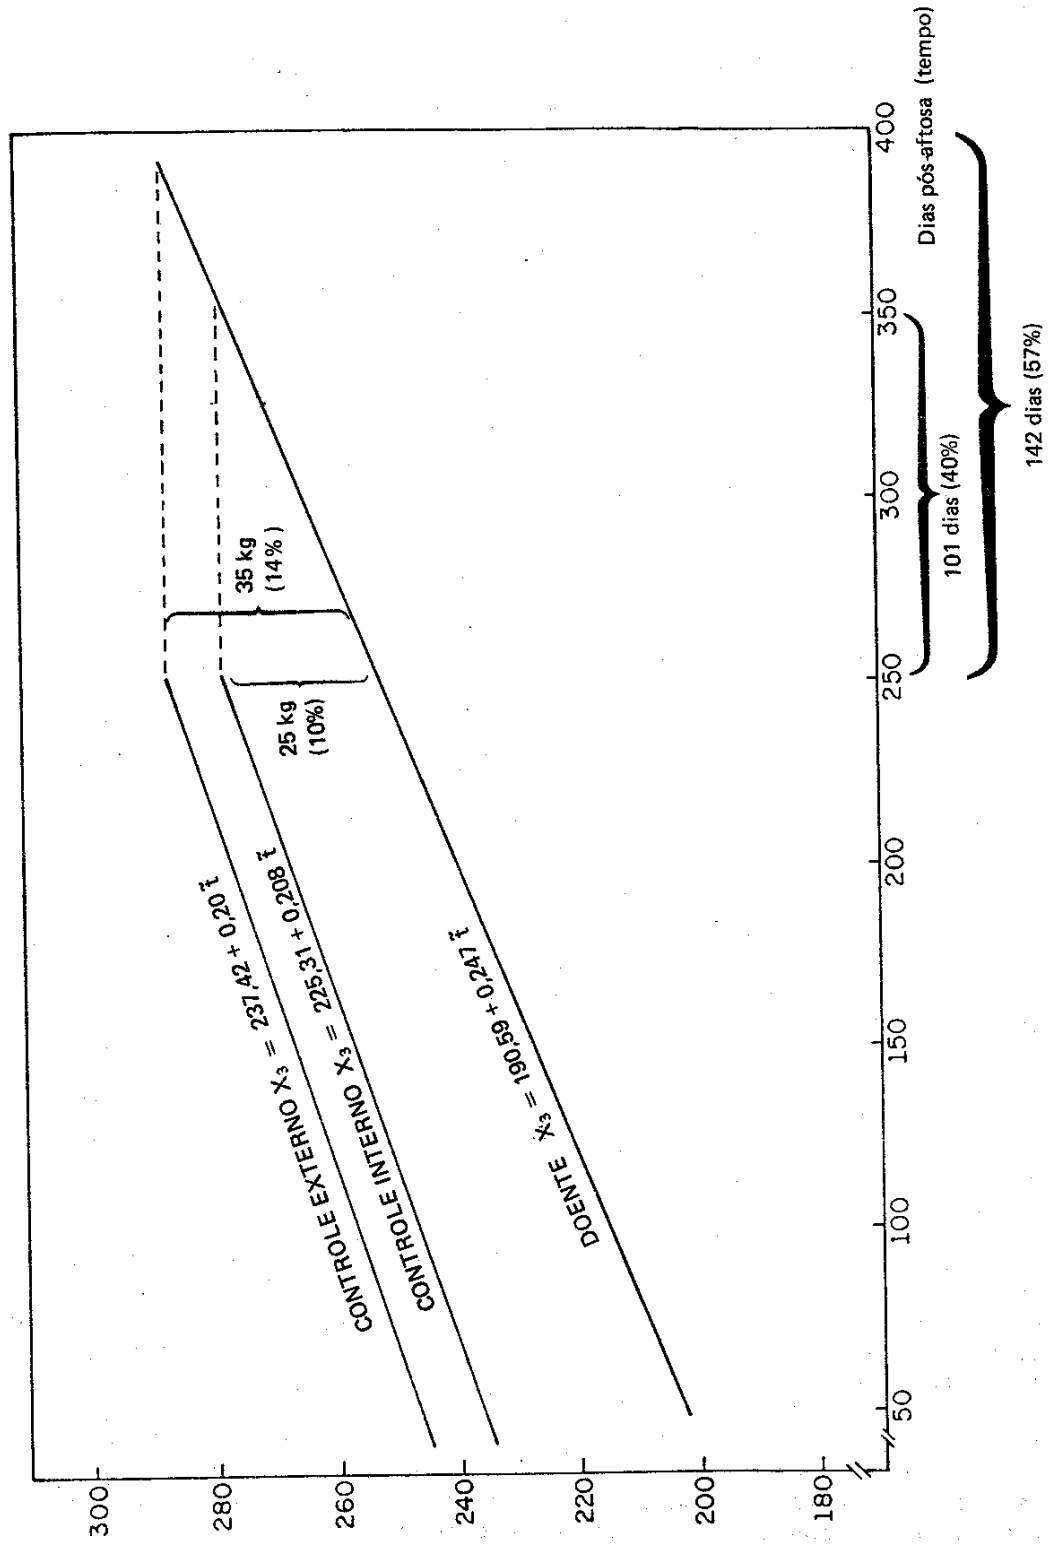 300
280
260
240
220
200
180
CONTROLE EXTERNO X₃ = 237,42 + 0,20 t̃
CONTROLE INTERNO X₃ = 225,31 + 0,208 t̃
DOENTE X₃ = 190,59 + 0,247 t̃
35 kg
(14%)
25 kg
(10%)
50
100
150
200
250
300
350
400
Dias pós-aftosa (tempo)
101 dias (40%)
142 dias (57%)